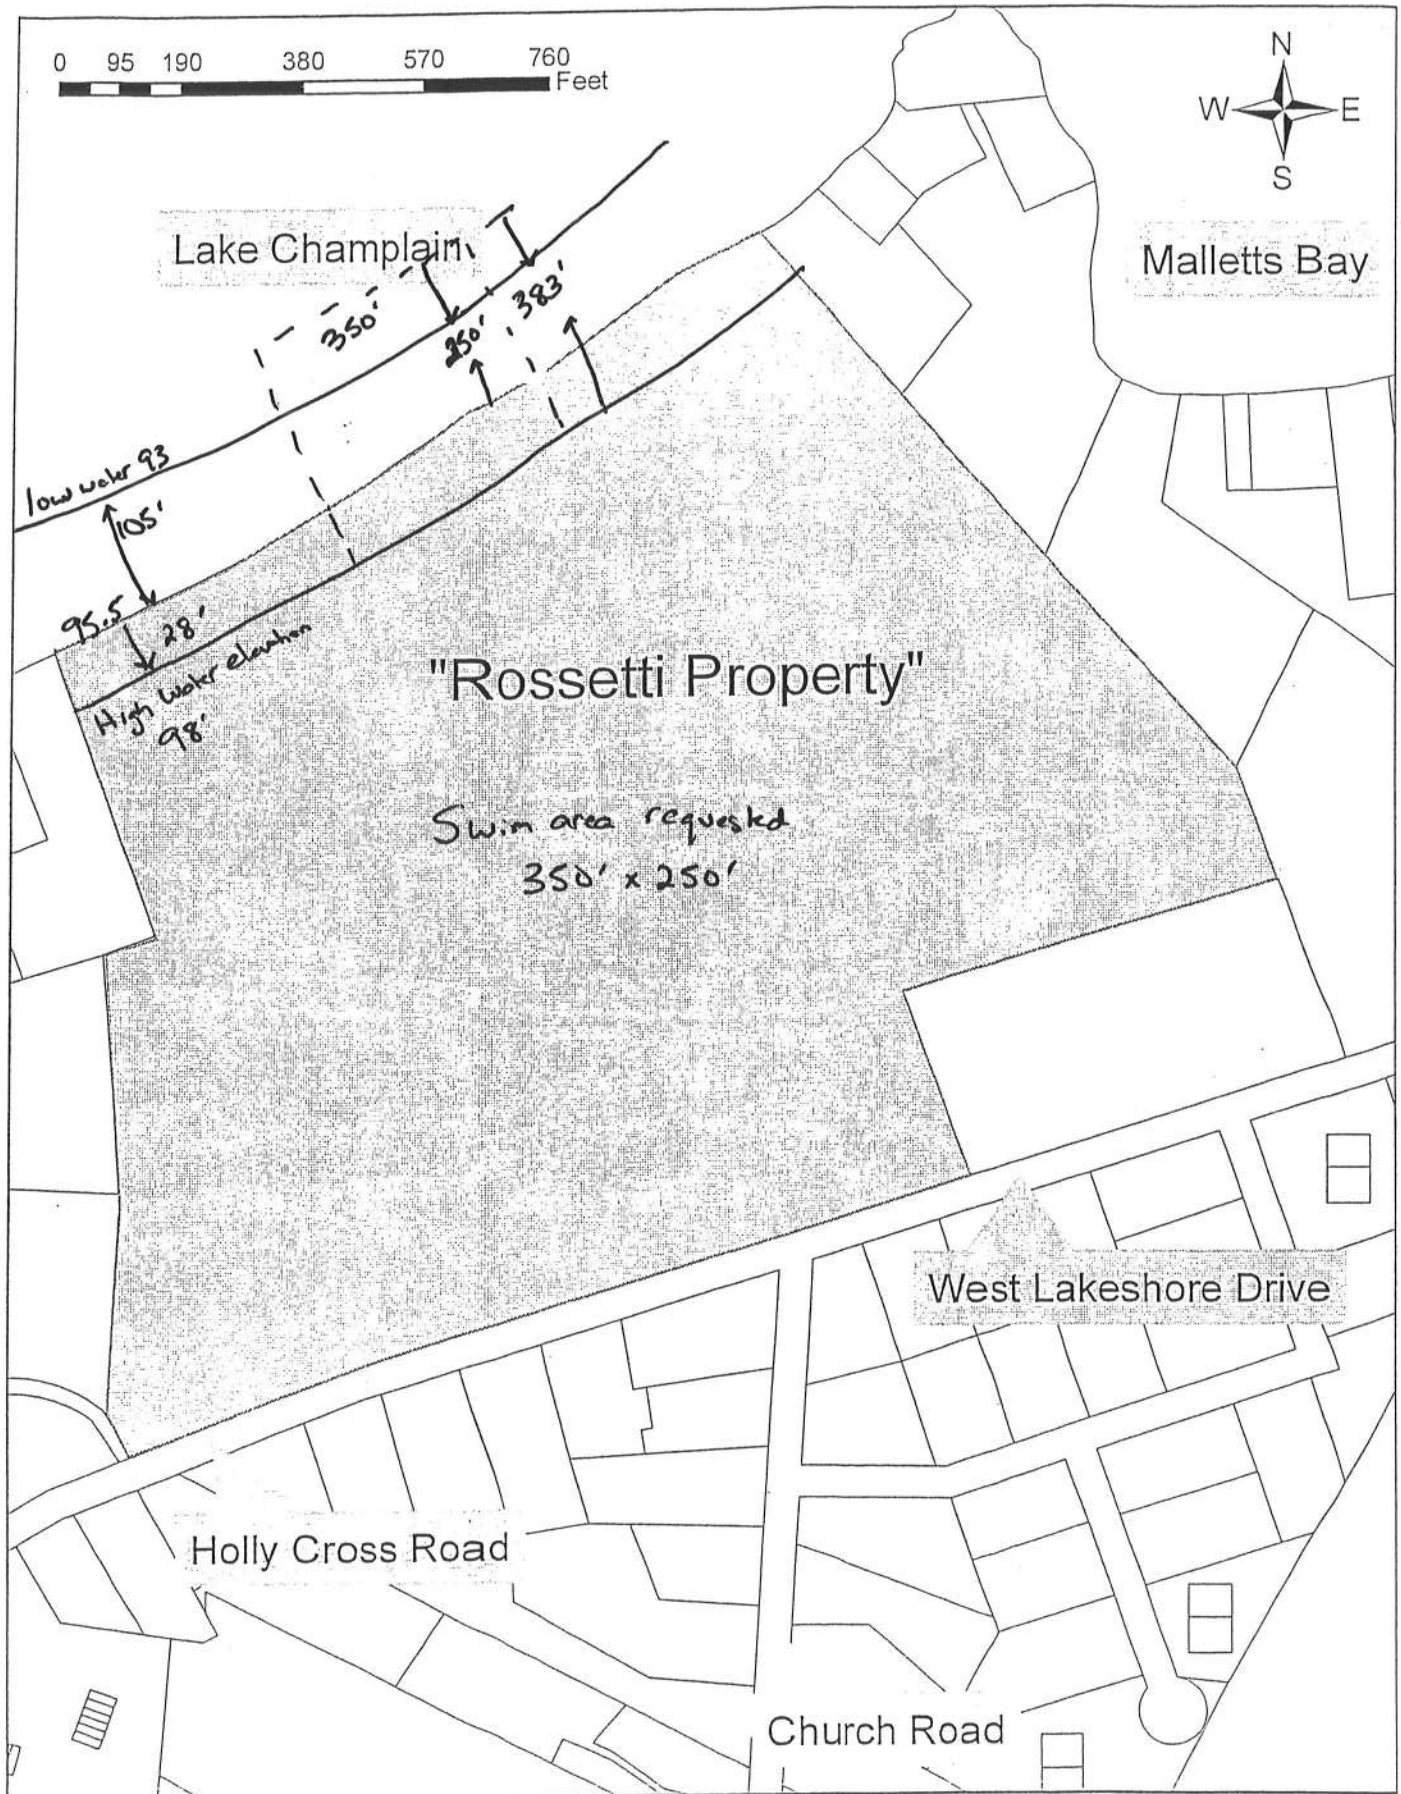 0 95 190 380 570 760
Feet
N
W E
S
Lake Champlain
Malletts Bay
350'
250'
383'
low water 93
105'
95.5
28'
High water elevation
98'
"Rossetti Property"
Swim area requested
350' x 250'
West Lakeshore Drive
Holly Cross Road
Church Road